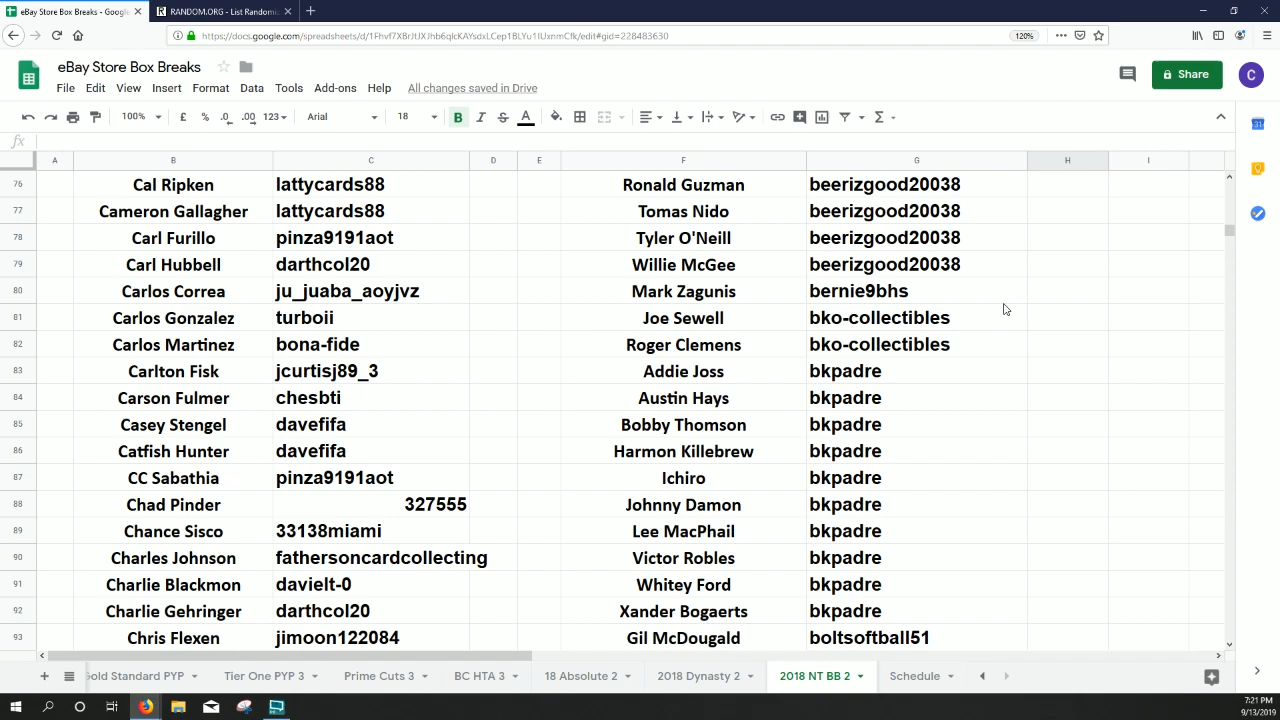 eBay Store Box Breaks - Google
RANDOM.ORG - List Randomiz
https://docs.google.com/spreadsheets/d/1Fhvf7XBrJtJXJhb6qlcKAYsdxLCep1BLYu1lUxnmCfk/edit#gid=228483630
120%
eBay Store Box Breaks
File Edit View Insert Format Data Tools Add-ons Help All changes saved in Drive
Share
C
100% £ % .0 .00 123 Arial 18 B I S A
fx
A B C D E F G H I
76 Cal Ripken lattycards88 Ronald Guzman beerizgood20038
77 Cameron Gallagher lattycards88 Tomas Nido beerizgood20038
78 Carl Furillo pinza9191aot Tyler O'Neill beerizgood20038
79 Carl Hubbell darthcol20 Willie McGee beerizgood20038
80 Carlos Correa ju_juaba_aoyjvz Mark Zagunis bernie9bhs
81 Carlos Gonzalez turboii Joe Sewell bko-collectibles
82 Carlos Martinez bona-fide Roger Clemens bko-collectibles
83 Carlton Fisk jcurtisj89_3 Addie Joss bkpadre
84 Carson Fulmer chesbti Austin Hays bkpadre
85 Casey Stengel davefifa Bobby Thomson bkpadre
86 Catfish Hunter davefifa Harmon Killebrew bkpadre
87 CC Sabathia pinza9191aot Ichiro bkpadre
88 Chad Pinder 327555 Johnny Damon bkpadre
89 Chance Sisco 33138miami Lee MacPhail bkpadre
90 Charles Johnson fathersoncardcollecting Victor Robles bkpadre
91 Charlie Blackmon davielt-0 Whitey Ford bkpadre
92 Charlie Gehringer darthcol20 Xander Bogaerts bkpadre
93 Chris Flexen jimoon122084 Gil McDougald boltsoftball51
Gold Standard PYP Tier One PYP 3 Prime Cuts 3 BC HTA 3 18 Absolute 2 2018 Dynasty 2 2018 NT BB 2 Schedule
7:21 PM
9/13/2019